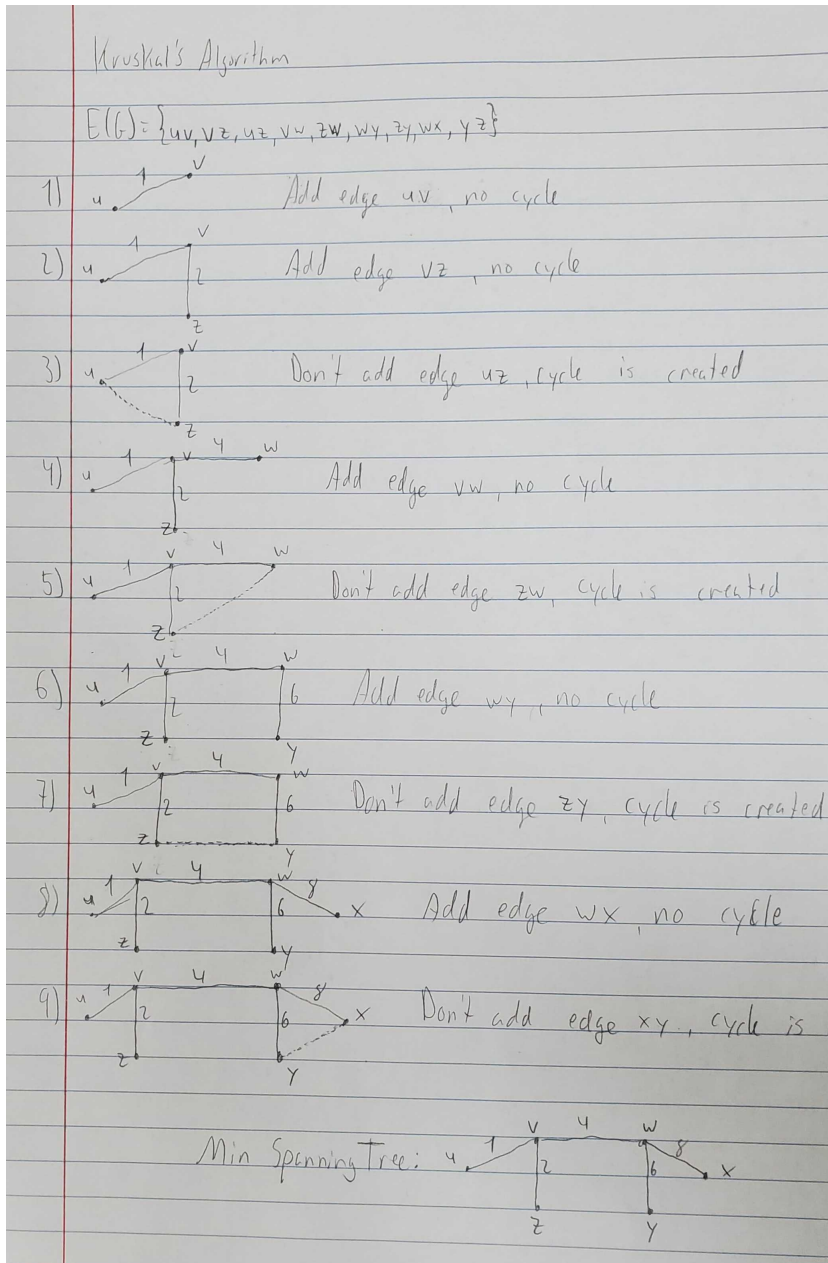 Kruskal's Algorithm
E(G)={uv, vz, uz, vw, zw, wy, zy, wx, yz}
1) u 1 v Add edge uv, no cycle
2) u 1 v 2 z Add edge vz, no cycle
3) u 1 v 2 z Don't add edge uz, cycle is created
4) u 1 v 4 w 2 z Add edge vw, no cycle
5) u 1 v 4 w 2 z Don't add edge zw, cycle is created
6) u 1 v 4 w 2 6 z y Add edge wy, no cycle
7) u 1 v 4 w 2 6 z y Don't add edge zy, cycle is created
8) u 1 v 4 w 8 x 2 6 z y Add edge wx, no cycle
9) u 1 v 4 w 8 x 2 6 z y Don't add edge xy, cycle is
Min Spanning Tree: u 1 v 4 w 8 x 2 6 z y